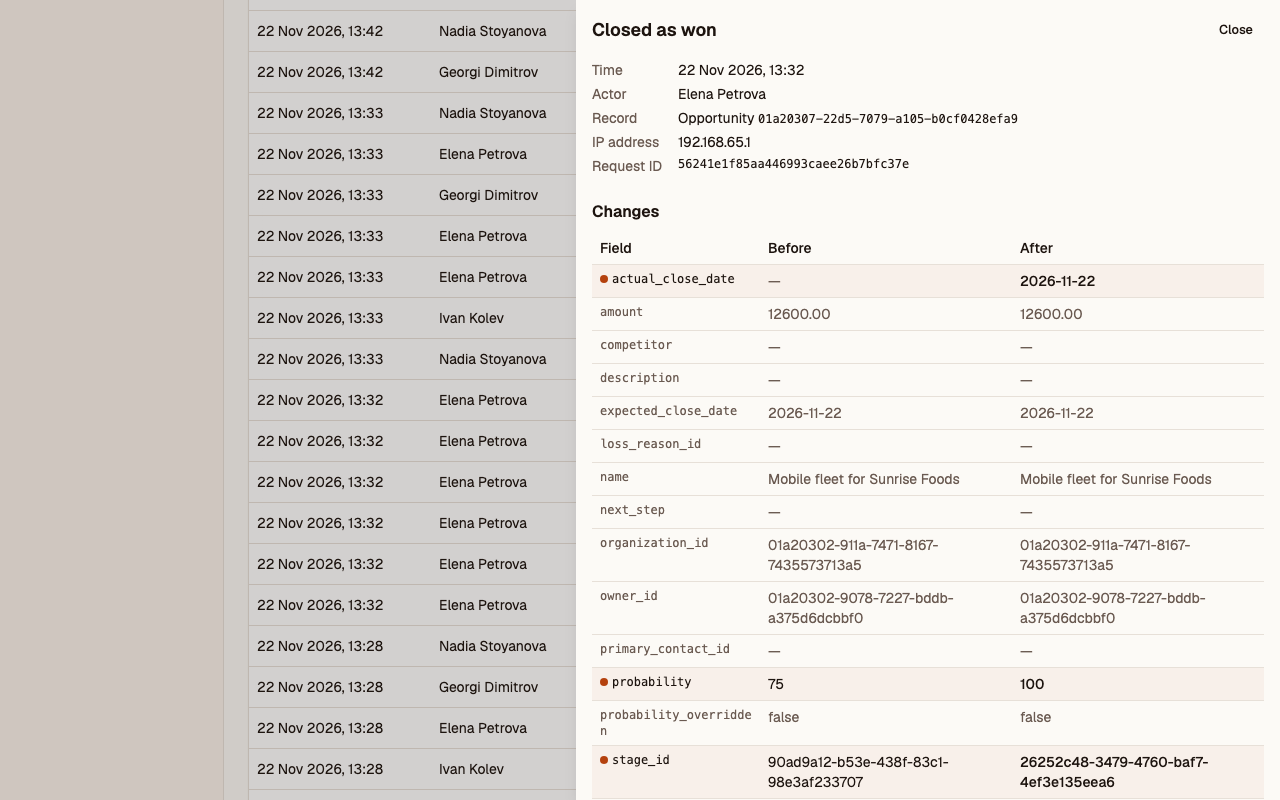 22 Nov 2026, 13:42 Nadia Stoyanova
22 Nov 2026, 13:42 Georgi Dimitrov
22 Nov 2026, 13:33 Nadia Stoyanova
22 Nov 2026, 13:33 Elena Petrova
22 Nov 2026, 13:33 Georgi Dimitrov
22 Nov 2026, 13:33 Elena Petrova
22 Nov 2026, 13:33 Elena Petrova
22 Nov 2026, 13:33 Ivan Kolev
22 Nov 2026, 13:33 Nadia Stoyanova
22 Nov 2026, 13:32 Elena Petrova
22 Nov 2026, 13:32 Elena Petrova
22 Nov 2026, 13:32 Elena Petrova
22 Nov 2026, 13:32 Elena Petrova
22 Nov 2026, 13:32 Elena Petrova
22 Nov 2026, 13:32 Elena Petrova
22 Nov 2026, 13:28 Nadia Stoyanova
22 Nov 2026, 13:28 Georgi Dimitrov
22 Nov 2026, 13:28 Elena Petrova
22 Nov 2026, 13:28 Ivan Kolev
Closed as won Close
Time 22 Nov 2026, 13:32
Actor Elena Petrova
Record Opportunity 01a20307-22d5-7079-a105-b0cf0428efa9
IP address 192.168.65.1
Request ID 56241e1f85aa446993caee26b7bfc37e
Changes
Field Before After
actual_close_date — 2026-11-22
amount 12600.00 12600.00
competitor — —
description — —
expected_close_date 2026-11-22 2026-11-22
loss_reason_id — —
name Mobile fleet for Sunrise Foods Mobile fleet for Sunrise Foods
next_step — —
organization_id 01a20302-911a-7471-8167- 01a20302-911a-7471-8167-
7435573713a5 7435573713a5
owner_id 01a20302-9078-7227-bddb- 01a20302-9078-7227-bddb-
a375d6dcbbf0 a375d6dcbbf0
primary_contact_id — —
probability 75 100
probability_overridde false false
n
stage_id 90ad9a12-b53e-438f-83c1- 26252c48-3479-4760-baf7-
98e3af233707 4ef3e135eea6